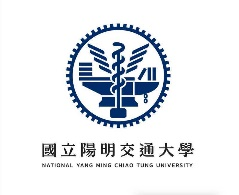 國立陽明交通大學
NATIONAL YANG MING CHIAO TUNG UNIVERSITY